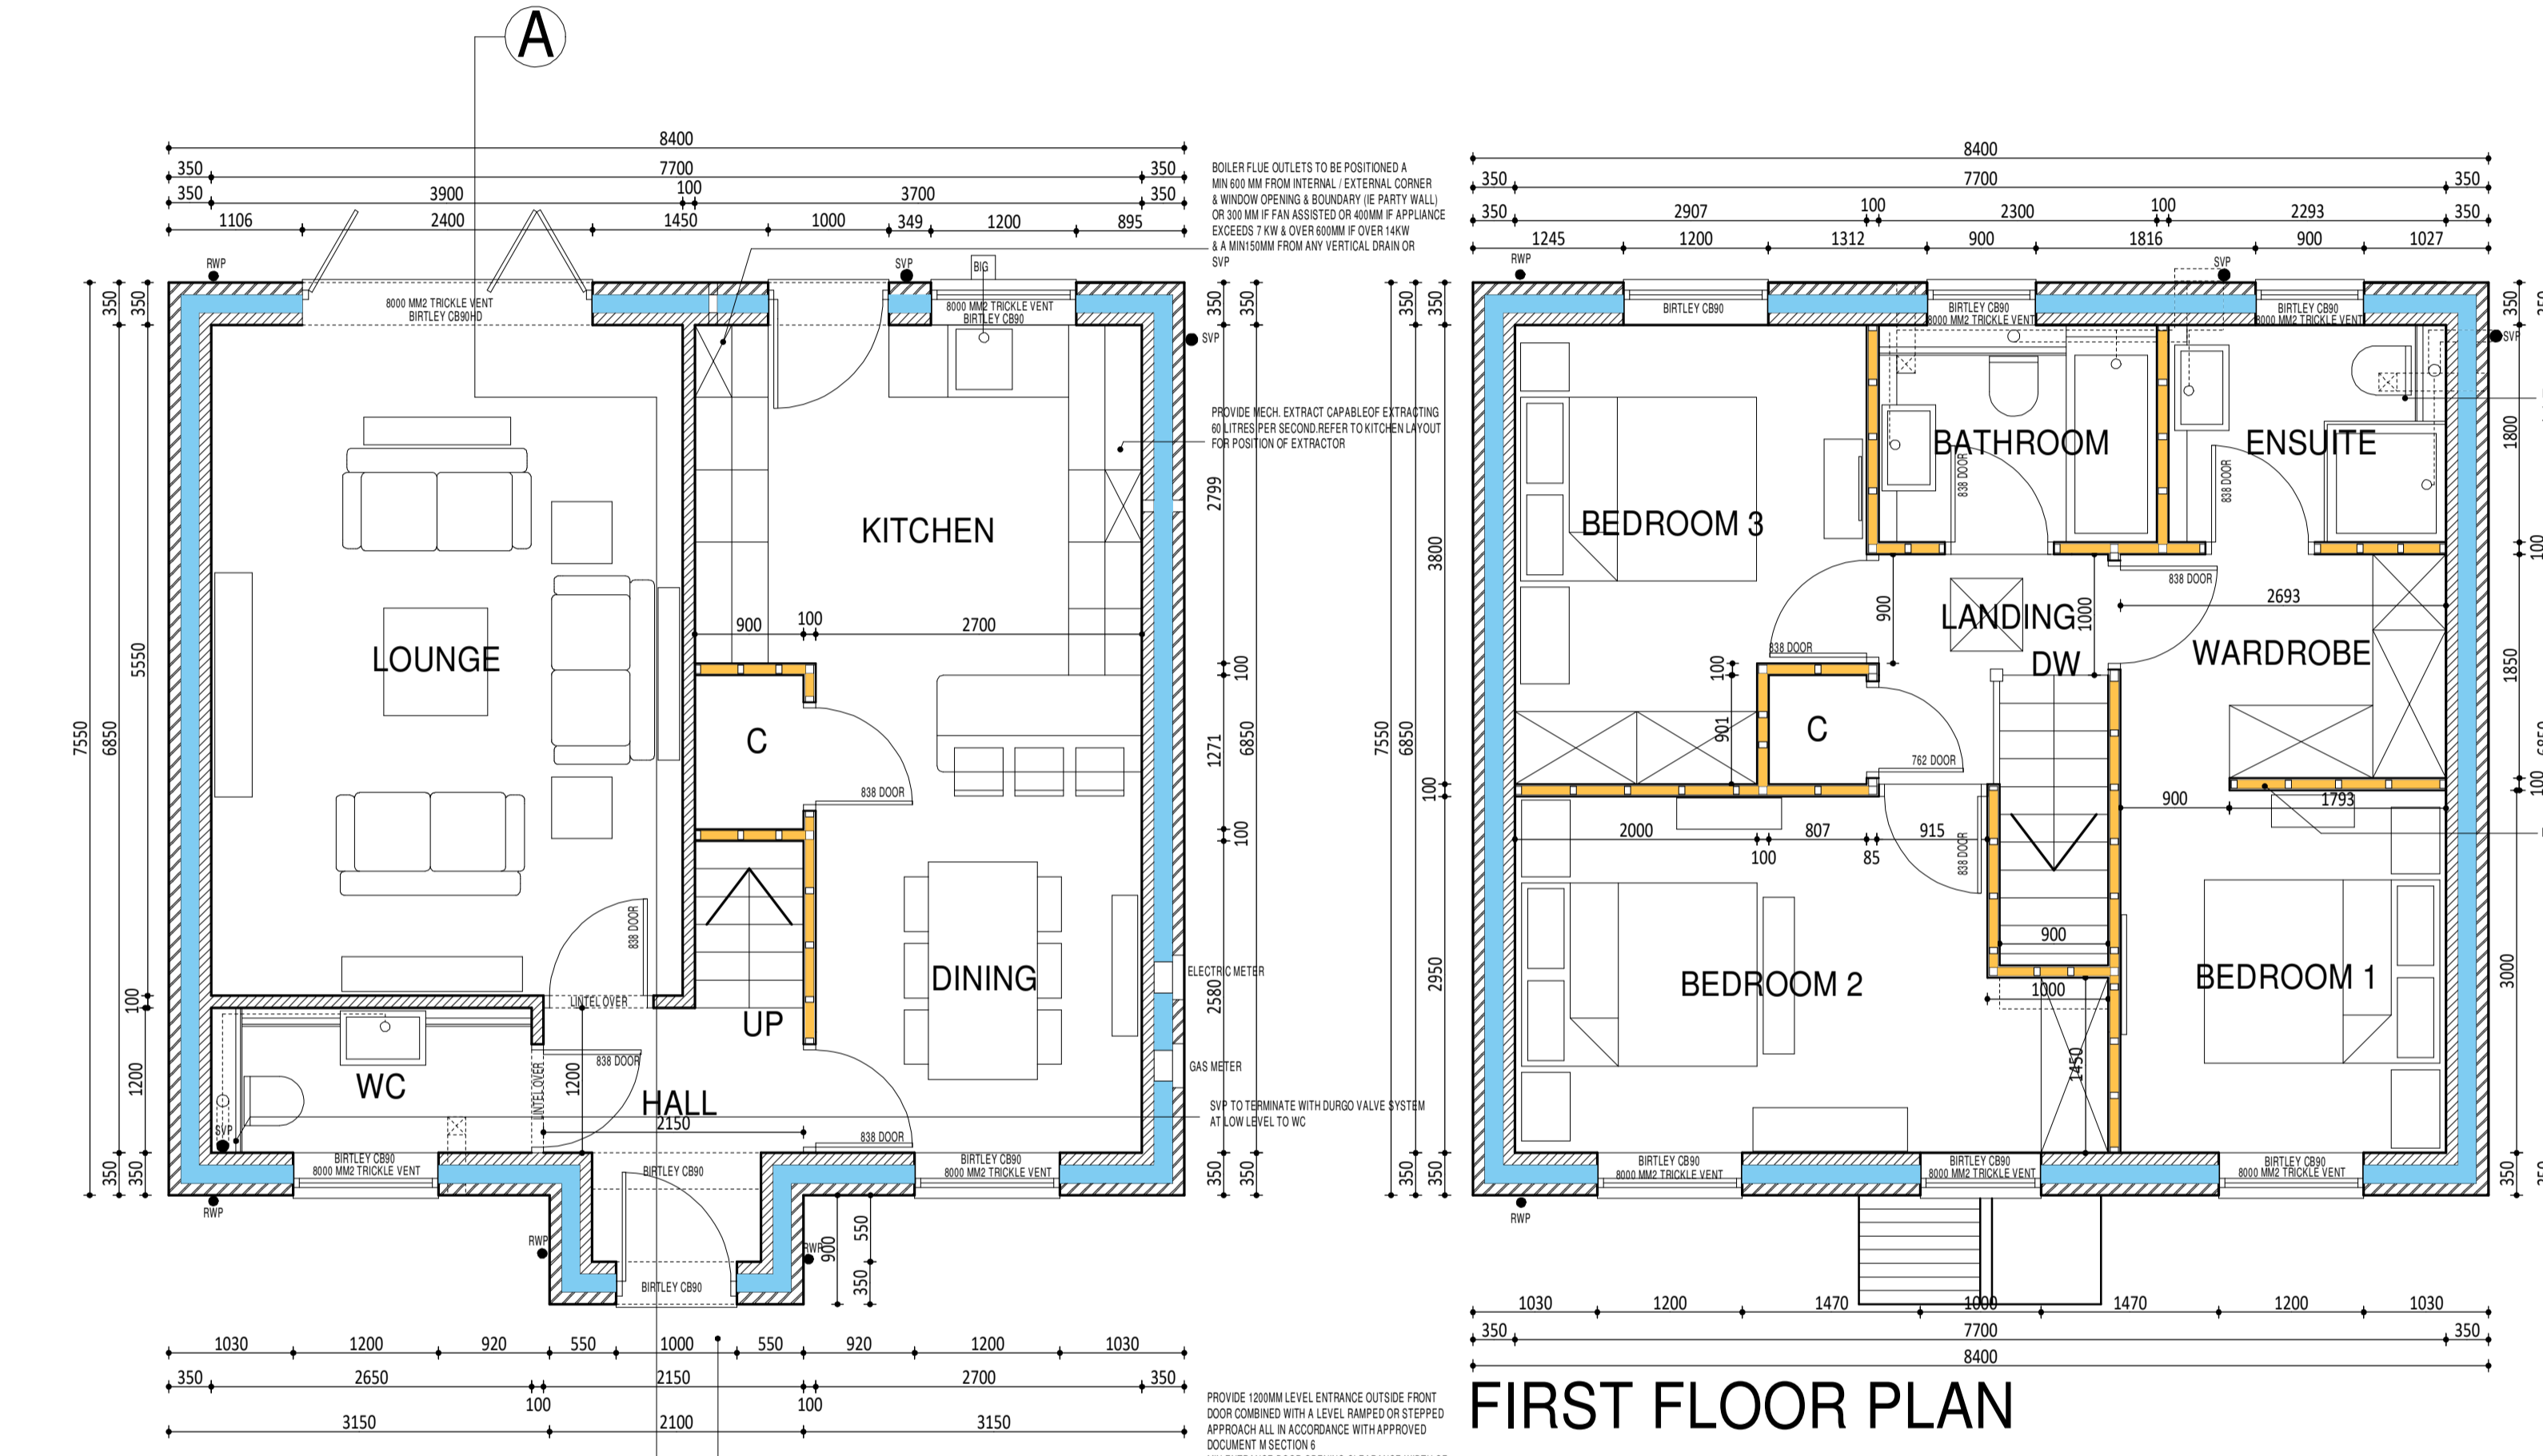 A
8400
350 7700 350
350 3900 100 3700 350
1106 2400 1450 1000 349 1200 895
RWP
SVP
BIG
8000 MM2 TRICKLE VENT
BIRTLEY CB90HD
8000 MM2 TRICKLE VENT
BIRTLEY CB90
SVP
BOILER FLUE OUTLETS TO BE POSITIONED A
MIN 600 MM FROM INTERNAL / EXTERNAL CORNER
& WINDOW OPENING & BOUNDARY (IE PARTY WALL)
OR 300 MM IF FAN ASSISTED OR 400MM IF APPLIANCE
EXCEEDS 7 KW & OVER 600MM IF OVER 14KW
& A MIN150MM FROM ANY VERTICAL DRAIN OR
SVP
PROVIDE MECH. EXTRACT CAPABLEOF EXTRACTING
60 LITRES PER SECOND.REFER TO KITCHEN LAYOUT
FOR POSITION OF EXTRACTOR
350
350
5550
7550
6850
100
1200
350
350
KITCHEN
LOUNGE
900 100 2700
C
838 DOOR
838 DOOR
DINING
LINTEL OVER
UP
838 DOOR
LINTEL OVER
WC
1200
HALL
2150
838 DOOR
SVP
BIRTLEY CB90
8000 MM2 TRICKLE VENT
BIRTLEY CB90
BIRTLEY CB90
8000 MM2 TRICKLE VENT
RWP
RWP
RWP
BIRTLEY CB90
900
550
350
350
350
2799
100
1271
6850
100
2580
350
350
ELECTRIC METER
GAS METER
SVP TO TERMINATE WITH DURGO VALVE SYSTEM
AT LOW LEVEL TO WC
1030 1200 920 550 1000 550 920 1200 1030
350 2650 2150 2700 350
100 100
3150 2100 3150
PROVIDE 1200MM LEVEL ENTRANCE OUTSIDE FRONT
DOOR COMBINED WITH A LEVEL RAMPED OR STEPPED
APPROACH ALL IN ACCORDANCE WITH APPROVED
DOCUMENT M SECTION 6
8400
350 7700 350
350 2907 100 2300 100 2293 350
1245 1200 1312 900 1816 900 1027
RWP
SVP
BIRTLEY CB90
BIRTLEY CB90
8000 MM2 TRICKLE VENT
BIRTLEY CB90
8000 MM2 TRICKLE VENT
SVP
350
350
3800
7550
6850
100
2950
350
350
BATHROOM
ENSUITE
838 DOOR
838 DOOR
BEDROOM 3
838 DOOR
2693
900
LANDING
1000
838 DOOR
DW
WARDROBE
100
901
C
762 DOOR
900 1793
2000 807 915
100 85
838 DOOR
900
BEDROOM 2
1000
BEDROOM 1
1450
BIRTLEY CB90
8000 MM2 TRICKLE VENT
BIRTLEY CB90
8000 MM2 TRICKLE VENT
BIRTLEY CB90
8000 MM2 TRICKLE VENT
RWP
350
1800
100
1850
100
3000
350
1030 1200 1470 1000 1470 1200 1030
350 7700 350
8400
FIRST FLOOR PLAN